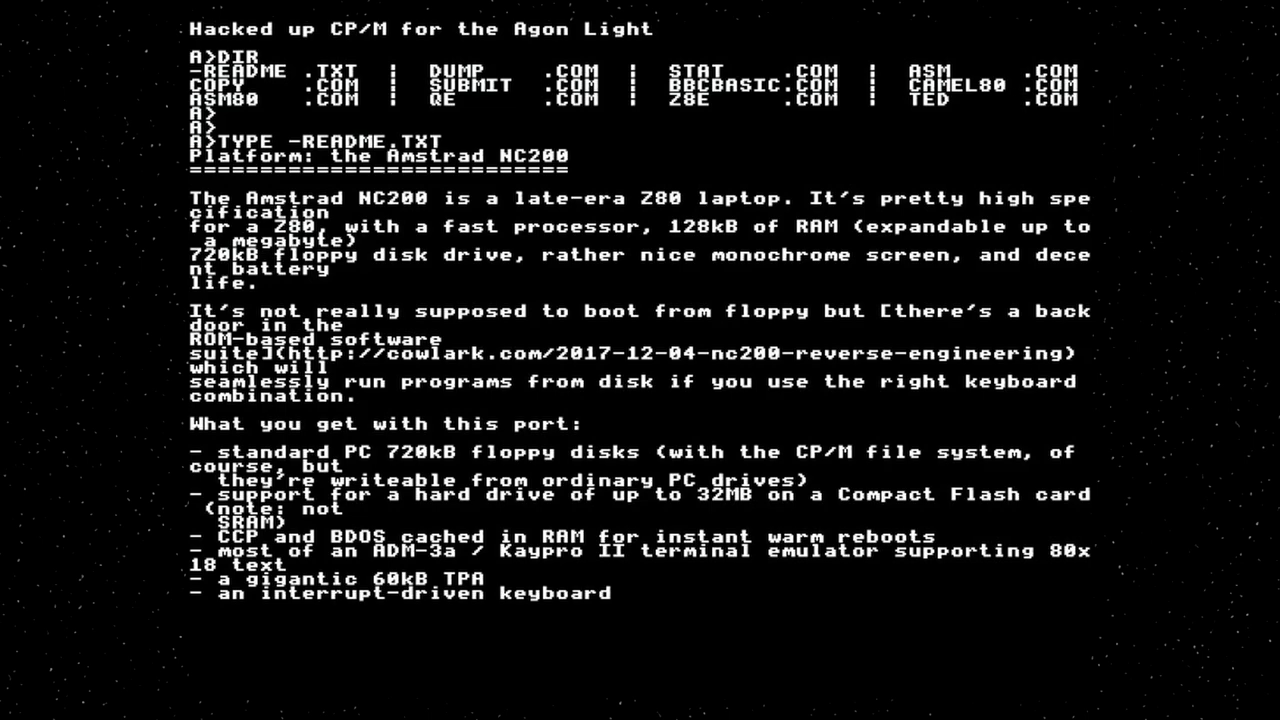 Hacked up CP/M for the Agon Light
A>DIR
-README .TXT | DUMP .COM | STAT .COM | ASM .COM
COPY .COM | SUBMIT .COM | BBCBASIC.COM | CAMEL80 .COM
ASM80 .COM | QE .COM | Z8E .COM | TED .COM
A>
A>
A>TYPE -README.TXT
Platform: the Amstrad NC200
===========================
The Amstrad NC200 is a late-era Z80 laptop. It's pretty high spe
cification
for a Z80, with a fast processor, 128kB of RAM (expandable up to
a megabyte)
720kB floppy disk drive, rather nice monochrome screen, and dece
nt battery
life.
It's not really supposed to boot from floppy but [there's a back
door in the
ROM-based software
suite](http://cowlark.com/2017-12-04-nc200-reverse-engineering)
which will
seamlessly run programs from disk if you use the right keyboard
combination.
What you get with this port:
- standard PC 720kB floppy disks (with the CP/M file system, of
course, but
they're writeable from ordinary PC drives)
- support for a hard drive of up to 32MB on a Compact Flash card
(note: not
SRAM)
- CCP and BDOS cached in RAM for instant warm reboots
- most of an ADM-3a / Kaypro II terminal emulator supporting 80x
18 text
- a gigantic 60kB TPA
- an interrupt-driven keyboard